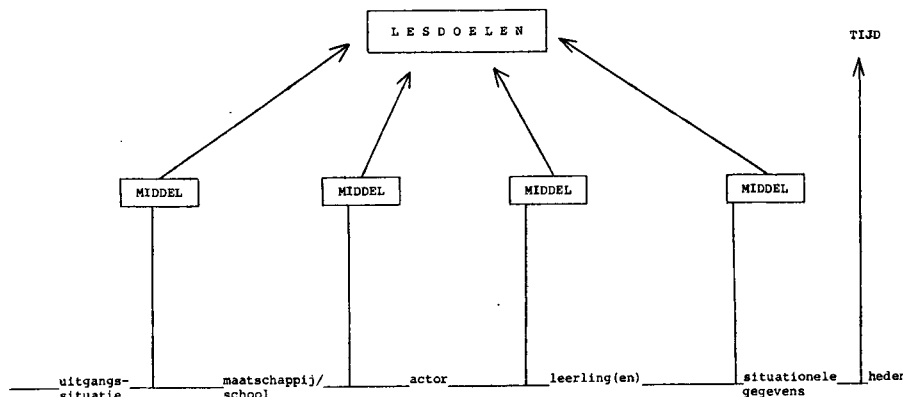 L E S D O E L E N
TIJD
MIDDEL MIDDEL MIDDEL MIDDEL
uitgangs- maatschappij/ actor leerling(en) situationele heden
situatie school gegevens